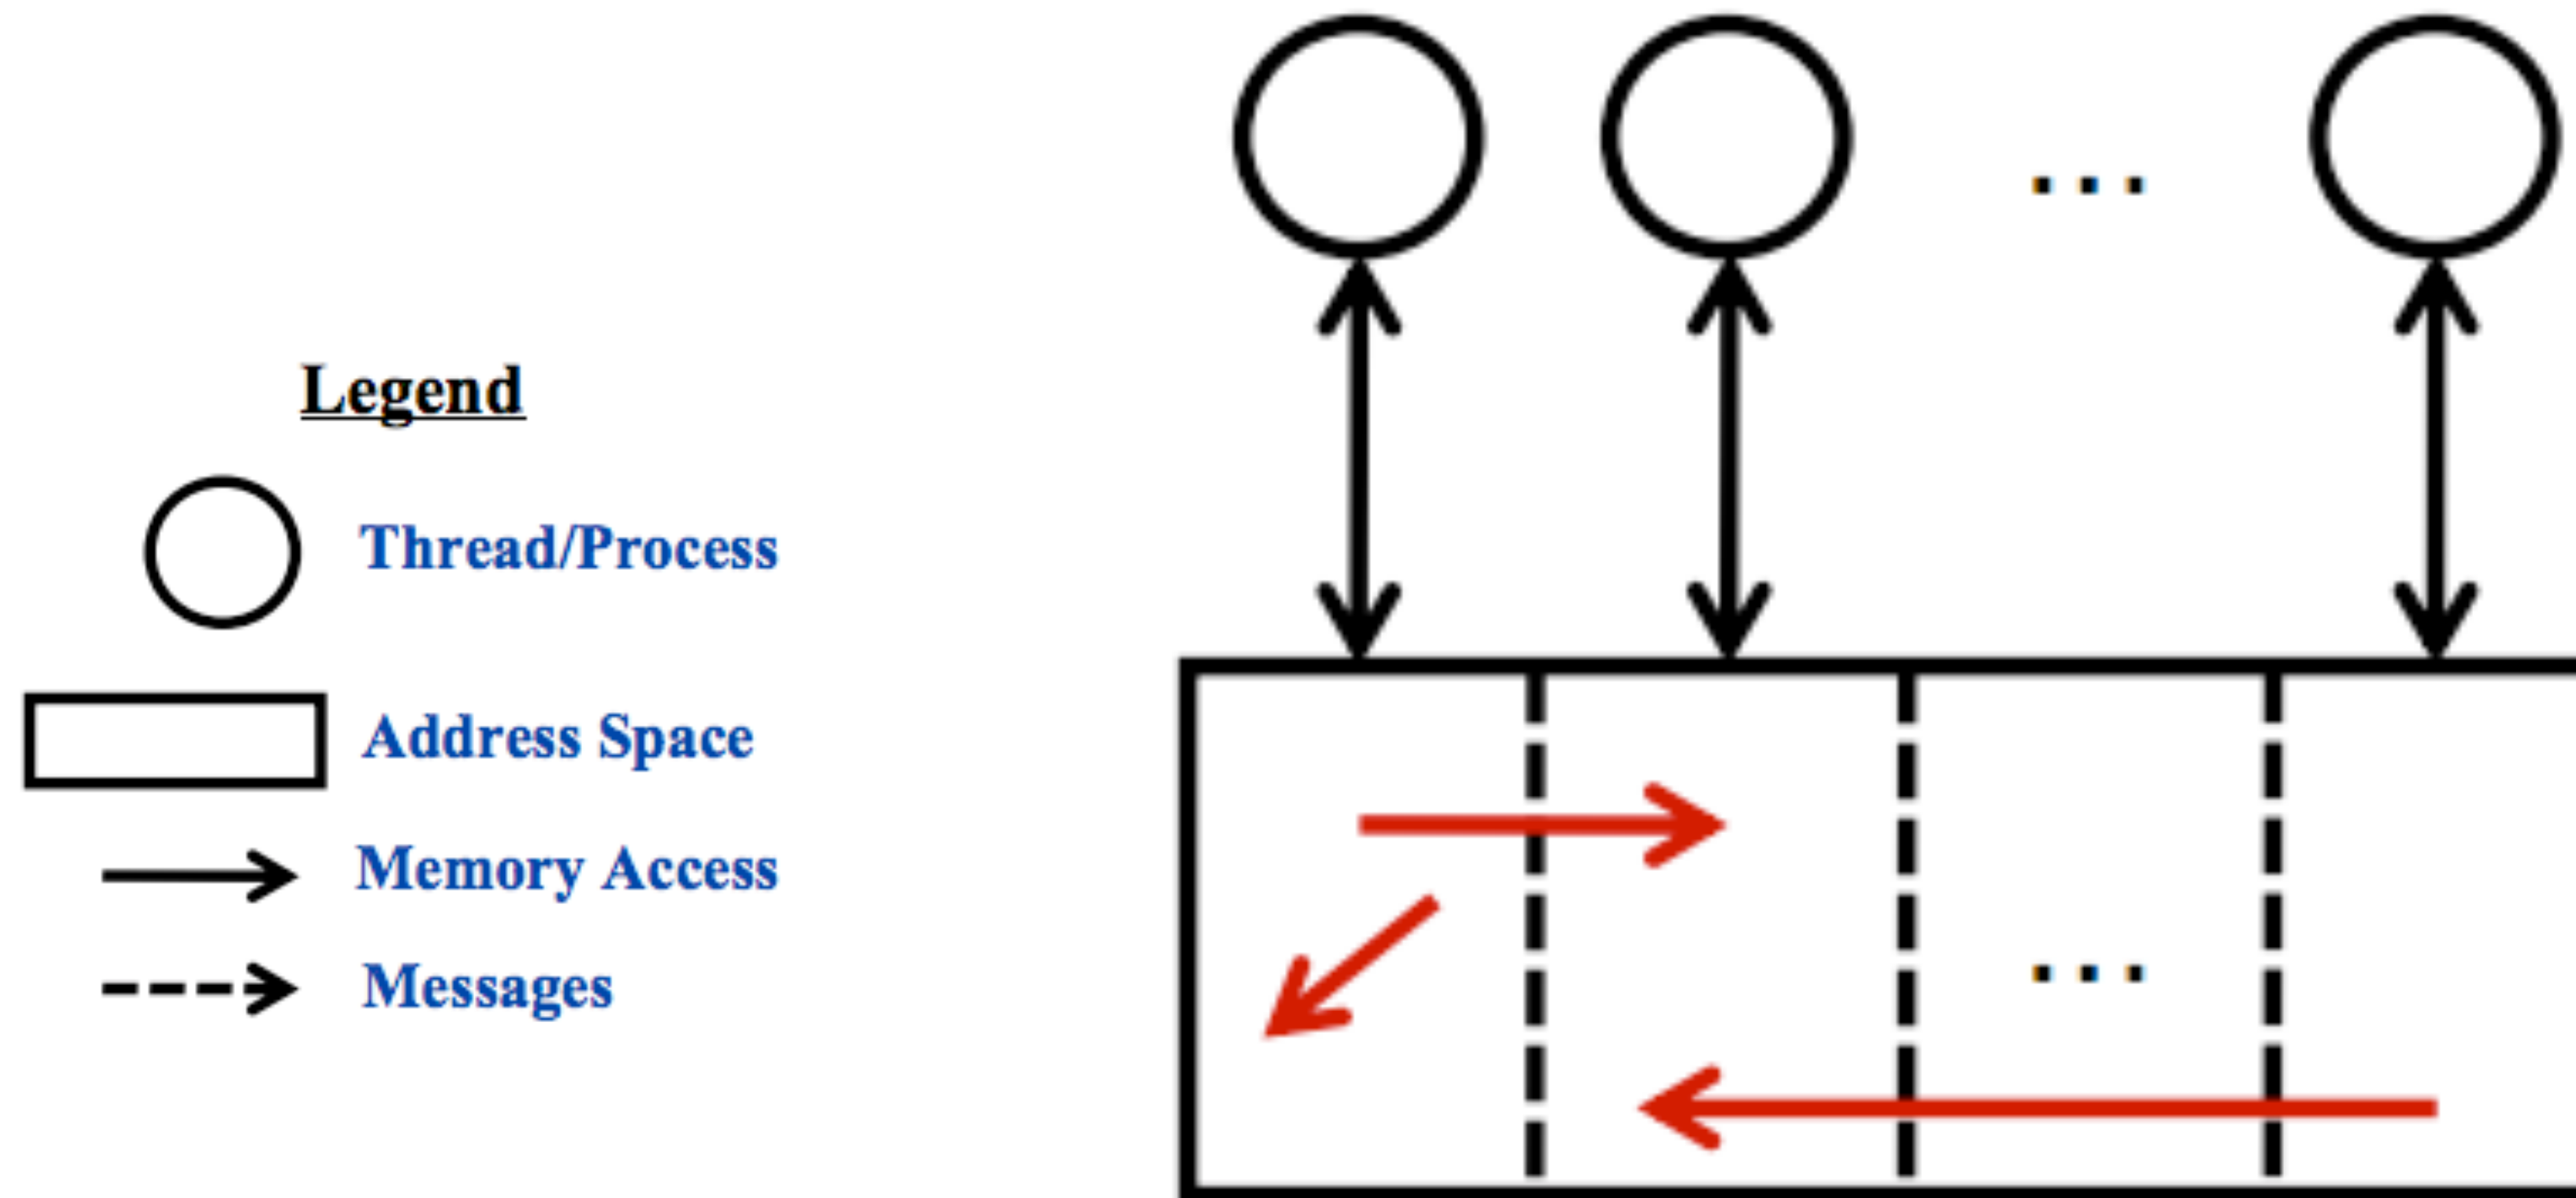 Legend
Thread/Process
Address Space
Memory Access
Messages
...
...